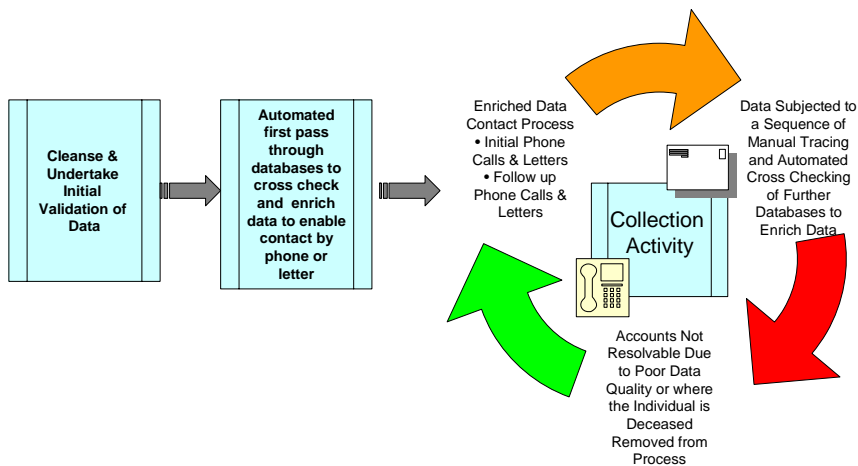 Cleanse &
Undertake
Initial
Validation of
Data
Automated
first pass
through
databases to
cross check
and enrich
data to enable
contact by
phone or
letter
Enriched Data
Contact Process
• Initial Phone
Calls & Letters
• Follow up
Phone Calls &
Letters
Data Subjected to
a Sequence of
Manual Tracing
and Automated
Cross Checking
of Further
Databases to
Enrich Data
Collection
Activity
Accounts Not
Resolvable Due
to Poor Data
Quality or where
the Individual is
Deceased
Removed from
Process